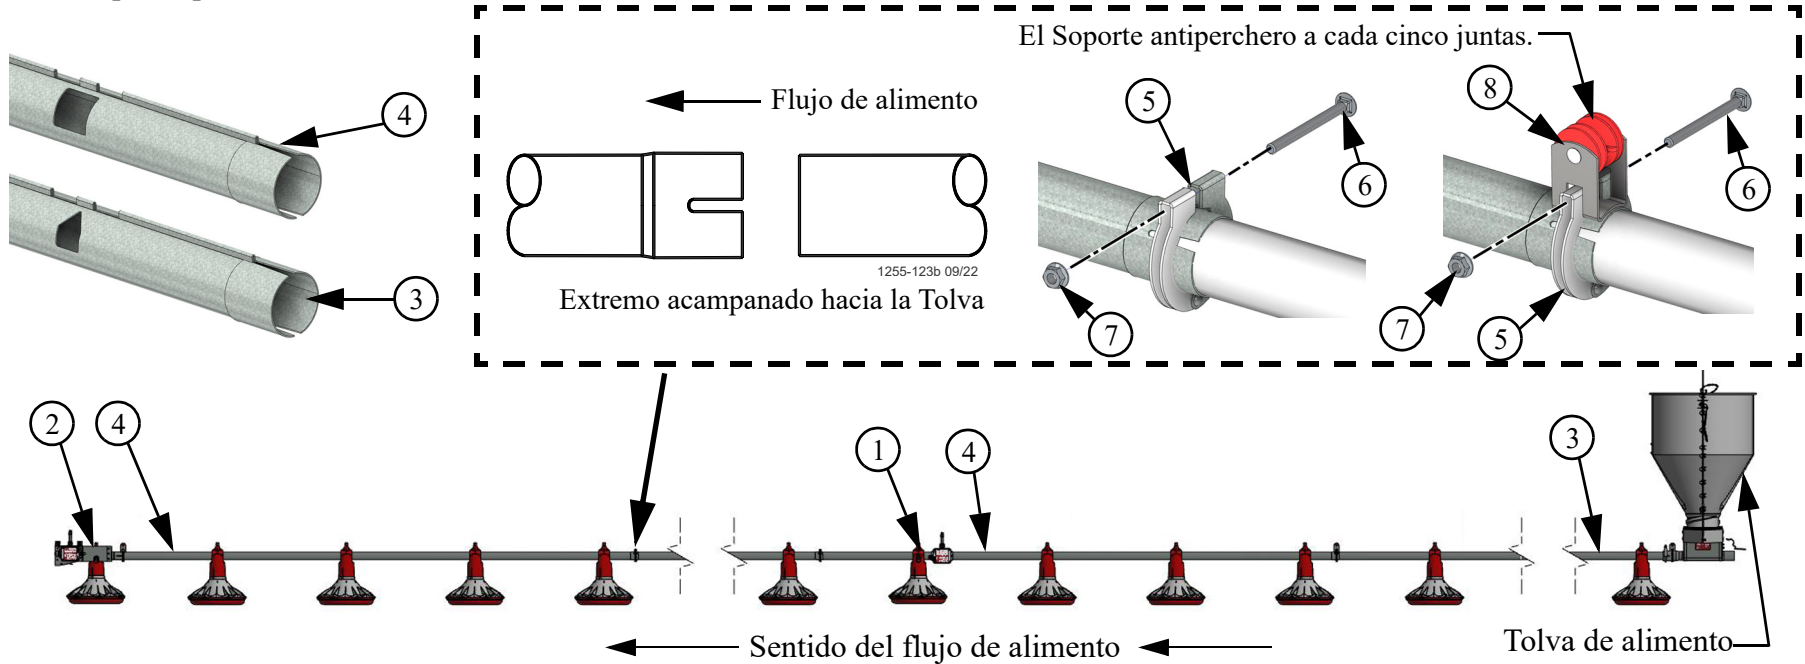 El Soporte antiperchero a cada cinco juntas.
Flujo de alimento
4
5
6
8
6
3
7
7
5
1255-123b 09/22
Extremo acampanado hacia la Tolva
2
4
1
4
3
Sentido del flujo de alimento
Tolva de alimento